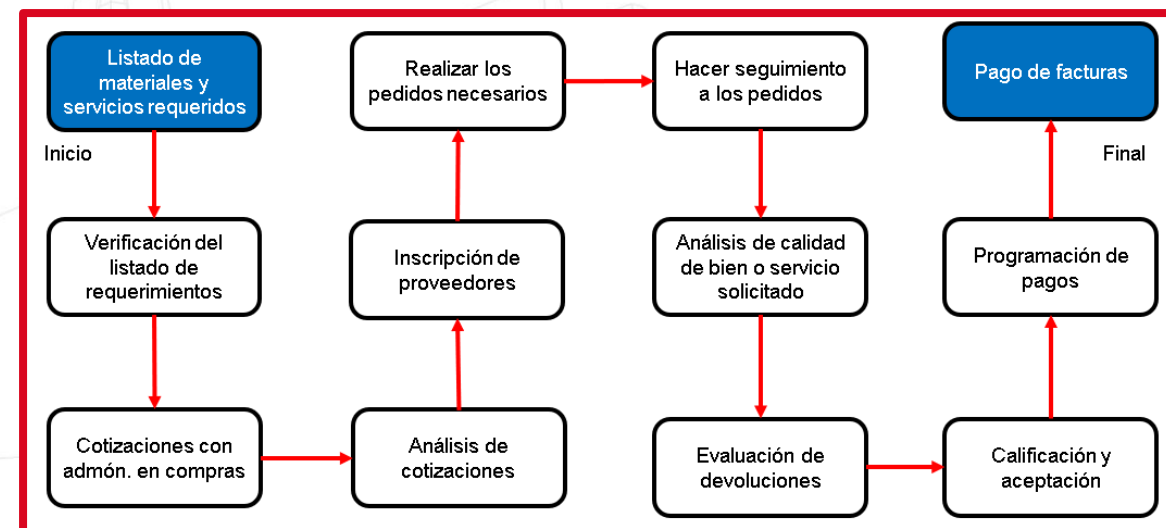 Listado de
materiales y
servicios requeridos
Inicio
Verificación del
listado de
requerimientos
Cotizaciones con
admón. en compras
Análisis de
cotizaciones
Inscripción de
proveedores
Realizar los
pedidos necesarios
Hacer seguimiento
a los pedidos
Análisis de calidad
de bien o servicio
solicitado
Evaluación de
devoluciones
Calificación y
aceptación
Programación de
pagos
Pago de facturas
Final